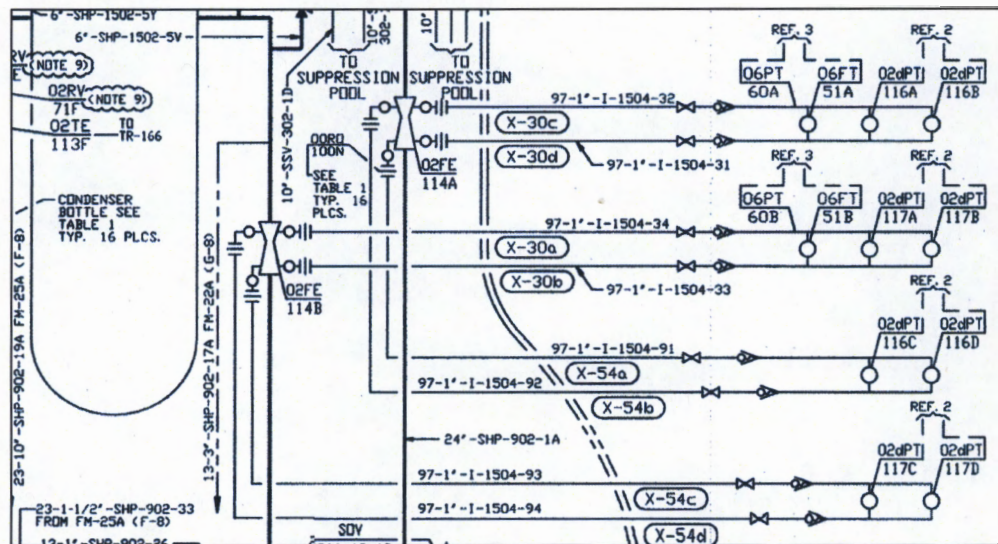 6"-SHP-1502-5Y
6"-SHP-1502-5V
RV
(NOTE 9)
E
02RV
71F
(NOTE 9)
02TE
113F
TO
TR-166
CONDENSER
BOTTLE SEE
TABLE 1
TYP. 16 PLCS.
23-10"-SHP-902-19A (F-8)
FM-25A
13-3"-SHP-902-17A FM-22A (G-8)
10"-SSV-302-1D
302-
10"
TO
SUPPRESSION
POOL
TO
SUPPRESSION
POOL
OORO
100N
SEE
TABLE 1
TYP. 16
PLCS.
02FE
114A
02FE
114B
97-1"-I-1504-32
X-30c
X-30d
97-1"-I-1504-31
97-1"-I-1504-34
X-30a
X-30b
97-1"-I-1504-33
97-1"-I-1504-91
X-54a
97-1"-I-1504-92
X-54b
24"-SHP-902-1A
97-1"-I-1504-93
X-54c
97-1"-I-1504-94
X-54d
REF. 3
REF. 2
06PT
60A
06FT
51A
02dPT
116A
02dPT
116B
REF. 3
REF. 2
06PT
60B
06FT
51B
02dPT
117A
02dPT
117B
REF. 2
02dPT
116C
02dPT
116D
REF. 2
02dPT
117C
02dPT
117D
23-1-1/2"-SHP-902-33
FROM FM-25A (F-8)
SDV